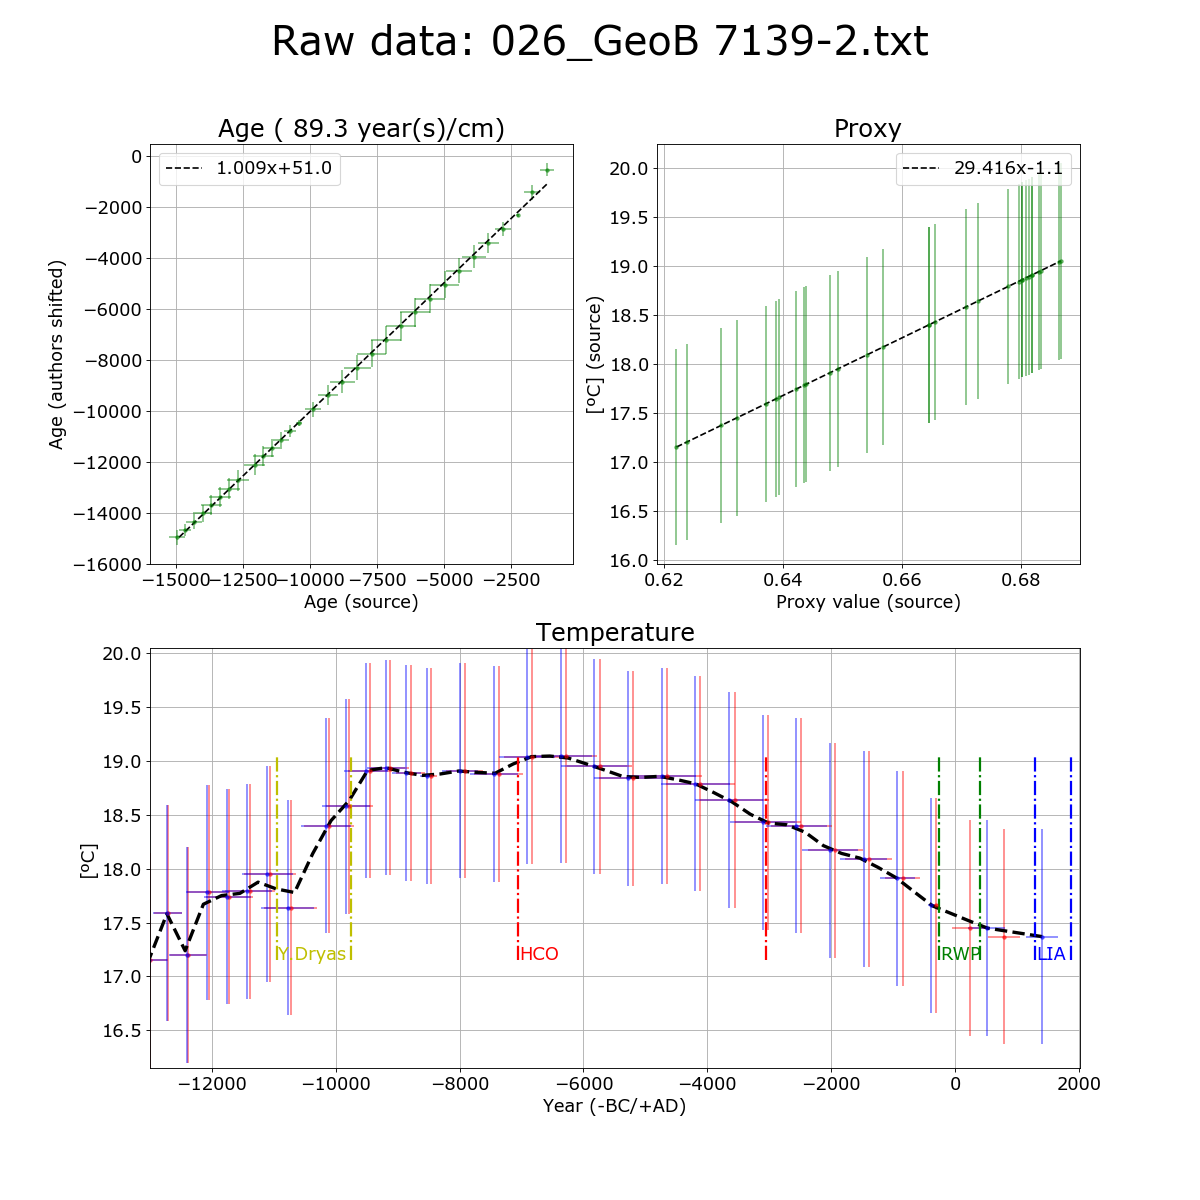 Raw data: 026_GeoB 7139-2.txt
Age ( 89.3 year(s)/cm)
1.009x+51.0
0
−2000
−4000
−6000
−8000
−10000
−12000
−14000
−16000
Age (authors shifted)
−15000 −12500 −10000 −7500 −5000 −2500
Age (source)
Proxy
29.416x-1.1
20.0
19.5
19.0
18.5
18.0
17.5
17.0
16.5
16.0
[ºC] (source)
0.62 0.64 0.66 0.68
Proxy value (source)
Temperature
20.0
19.5
19.0
18.5
18.0
17.5
17.0
16.5
[ºC]
Y.Dryas HCO RWP LIA
−12000 −10000 −8000 −6000 −4000 −2000 0 2000
Year (-BC/+AD)